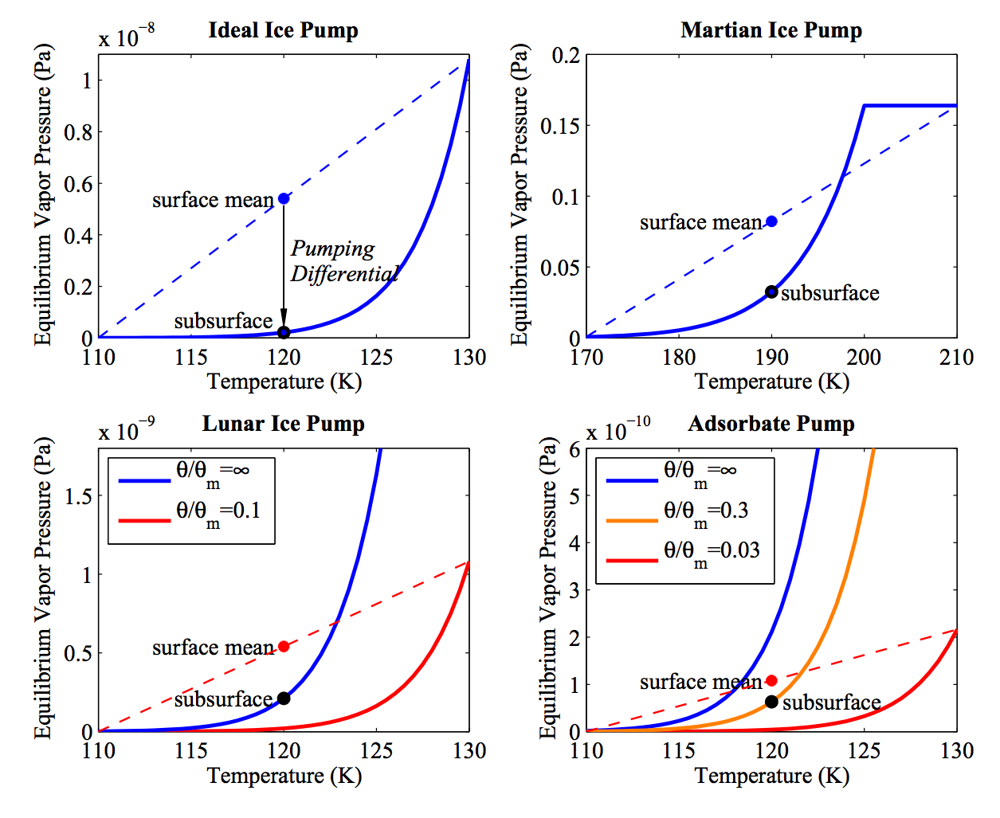 Ideal Ice Pump
x 10⁻⁸
Equilibrium Vapor Pressure (Pa)
1
0.8
0.6
0.4
0.2
0
surface mean
Pumping
Differential
subsurface
110 115 120 125 130
Temperature (K)
Martian Ice Pump
Equilibrium Vapor Pressure (Pa)
0.2
0.15
0.1
0.05
0
surface mean
subsurface
170 180 190 200 210
Temperature (K)
Lunar Ice Pump
x 10⁻⁹
Equilibrium Vapor Pressure (Pa)
θ/θm=∞
θ/θm=0.1
1.5
1
0.5
0
surface mean
subsurface
110 115 120 125 130
Temperature (K)
Adsorbate Pump
x 10⁻¹⁰
Equilibrium Vapor Pressure (Pa)
θ/θm=∞
θ/θm=0.3
θ/θm=0.03
6
5
4
3
2
1
0
surface mean
subsurface
110 115 120 125 130
Temperature (K)